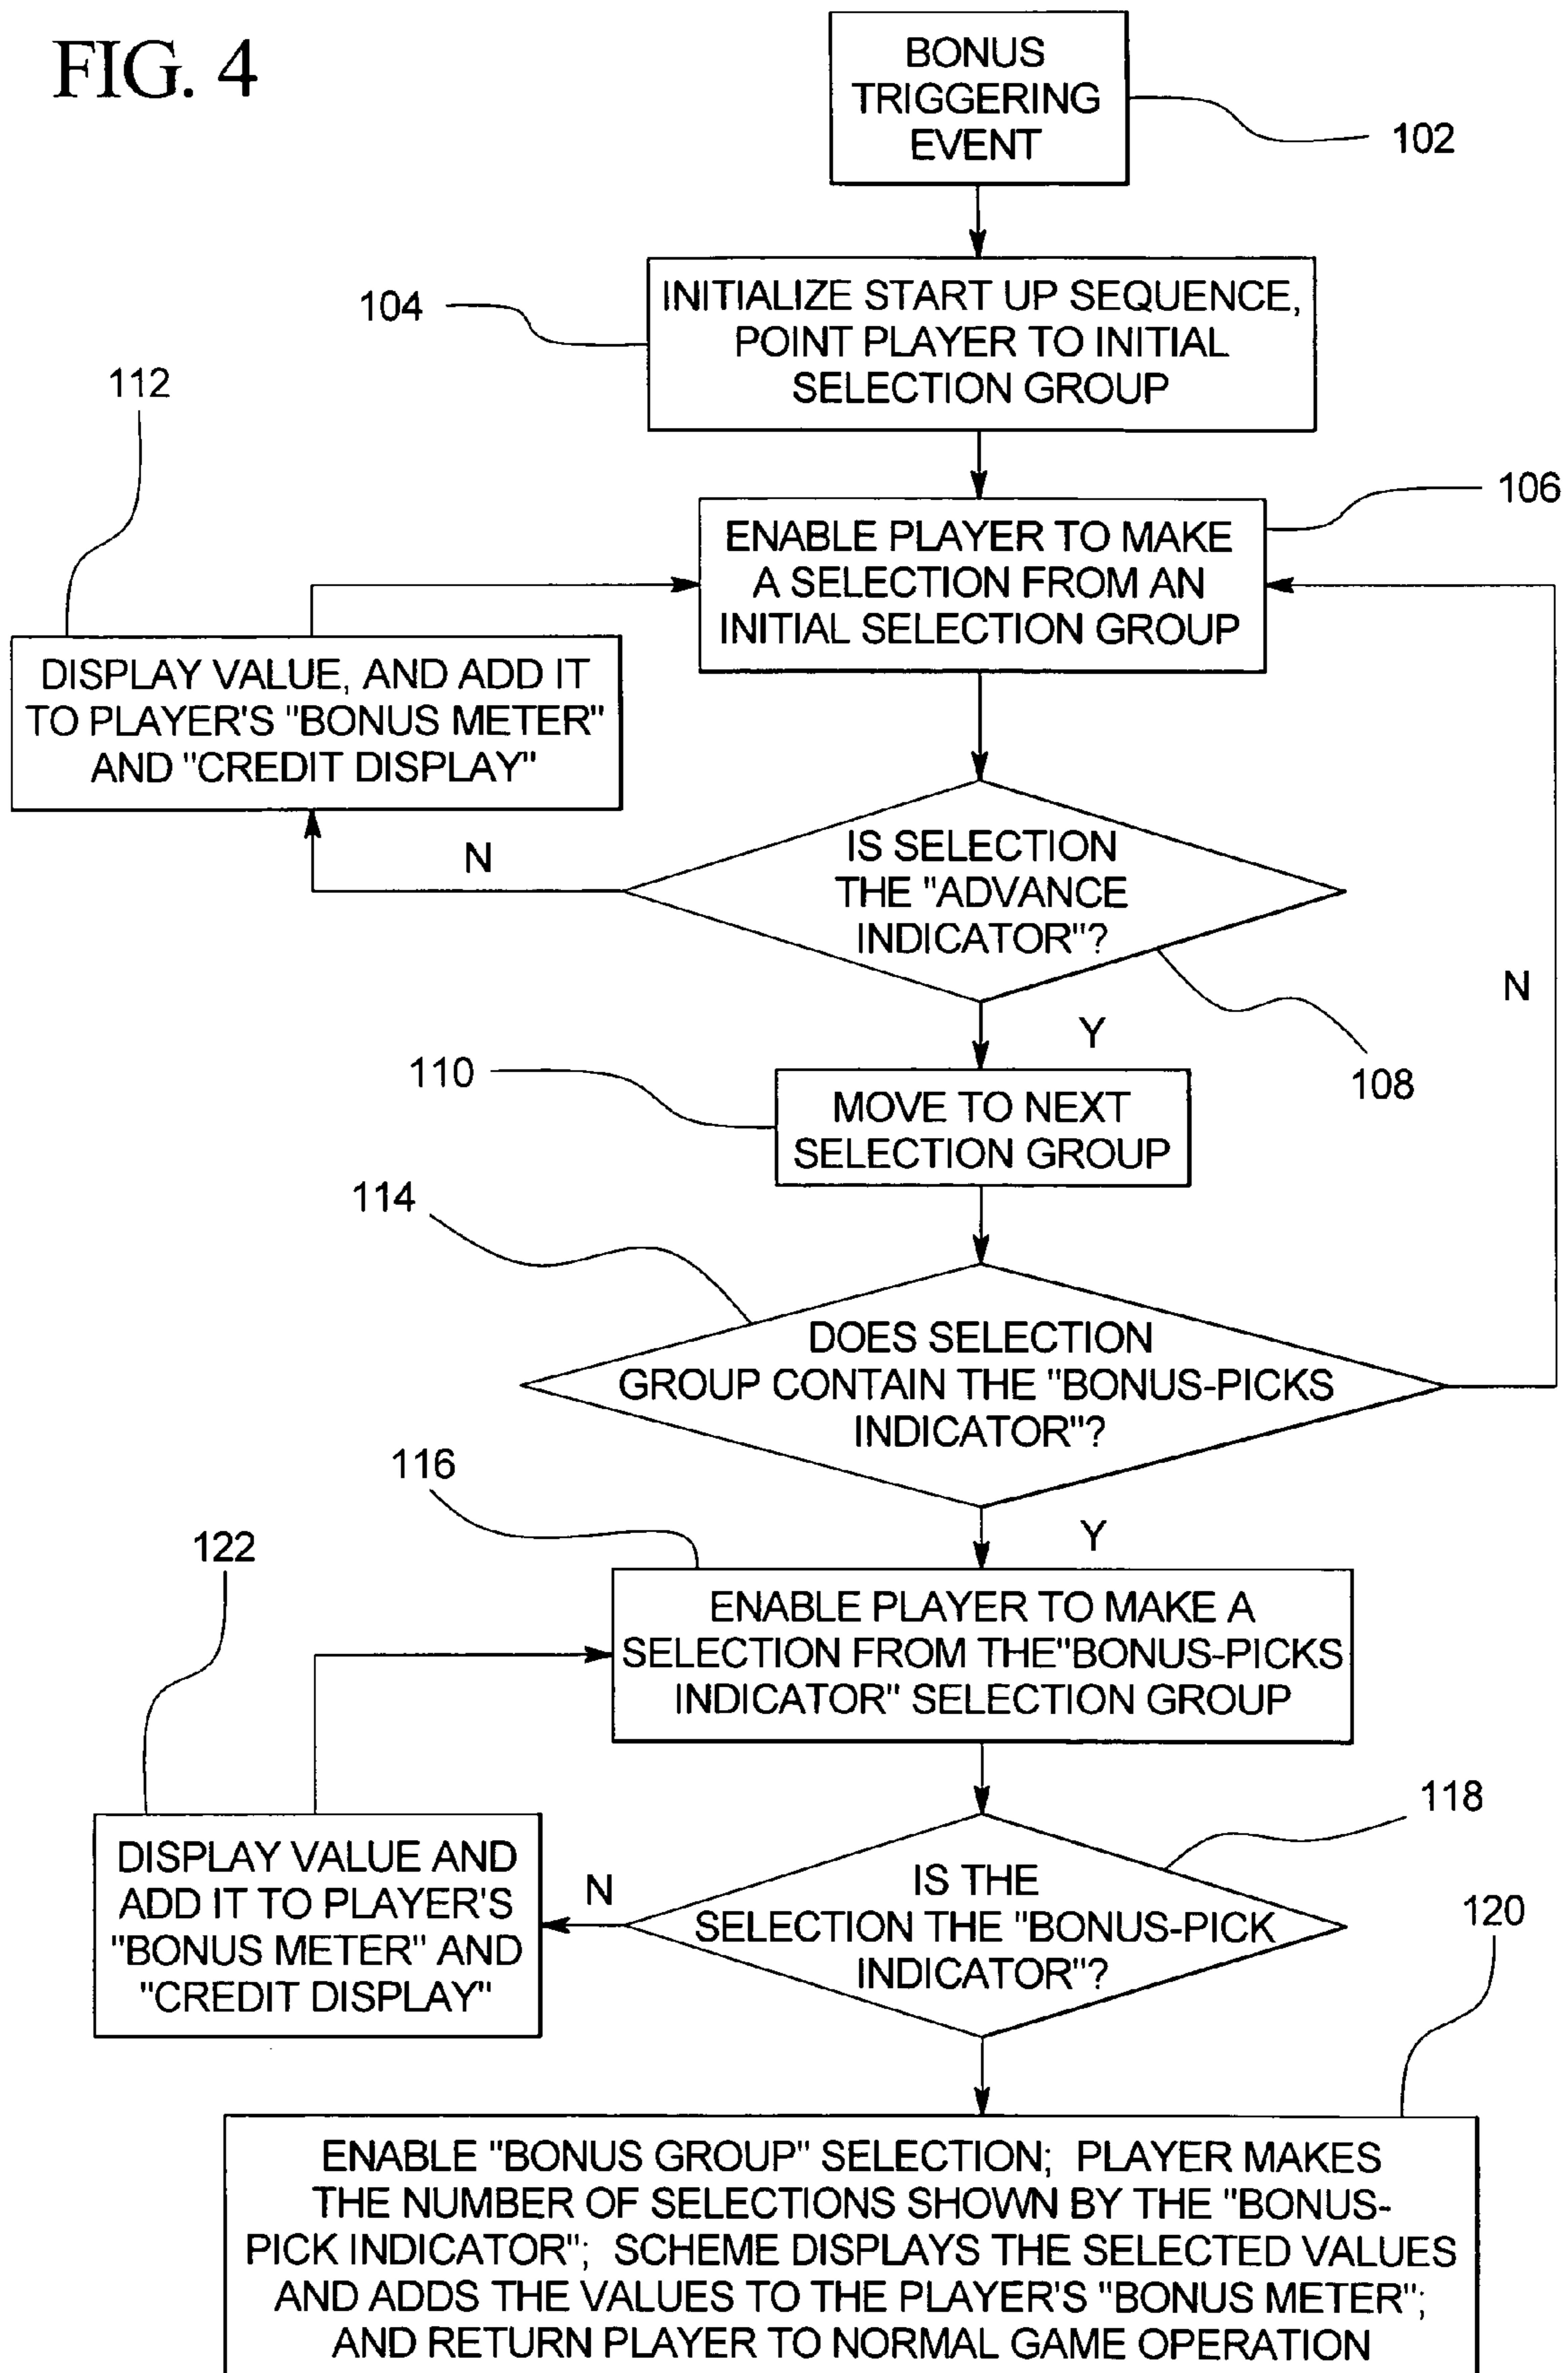 FIG. 4
BONUS
TRIGGERING
EVENT
102
INITIALIZE START UP SEQUENCE,
POINT PLAYER TO INITIAL
SELECTION GROUP
104
112
ENABLE PLAYER TO MAKE
A SELECTION FROM AN
INITIAL SELECTION GROUP
106
DISPLAY VALUE, AND ADD IT
TO PLAYER'S "BONUS METER"
AND "CREDIT DISPLAY"
N
IS SELECTION
THE "ADVANCE
INDICATOR"?
N
Y
108
110
MOVE TO NEXT
SELECTION GROUP
114
DOES SELECTION
GROUP CONTAIN THE "BONUS-PICKS
INDICATOR"?
116
Y
122
ENABLE PLAYER TO MAKE A
SELECTION FROM THE"BONUS-PICKS
INDICATOR" SELECTION GROUP
118
DISPLAY VALUE AND
ADD IT TO PLAYER'S
"BONUS METER" AND
"CREDIT DISPLAY"
N
IS THE
SELECTION THE "BONUS-PICK
INDICATOR"?
120
ENABLE "BONUS GROUP" SELECTION; PLAYER MAKES
THE NUMBER OF SELECTIONS SHOWN BY THE "BONUS-
PICK INDICATOR"; SCHEME DISPLAYS THE SELECTED VALUES
AND ADDS THE VALUES TO THE PLAYER'S "BONUS METER";
AND RETURN PLAYER TO NORMAL GAME OPERATION